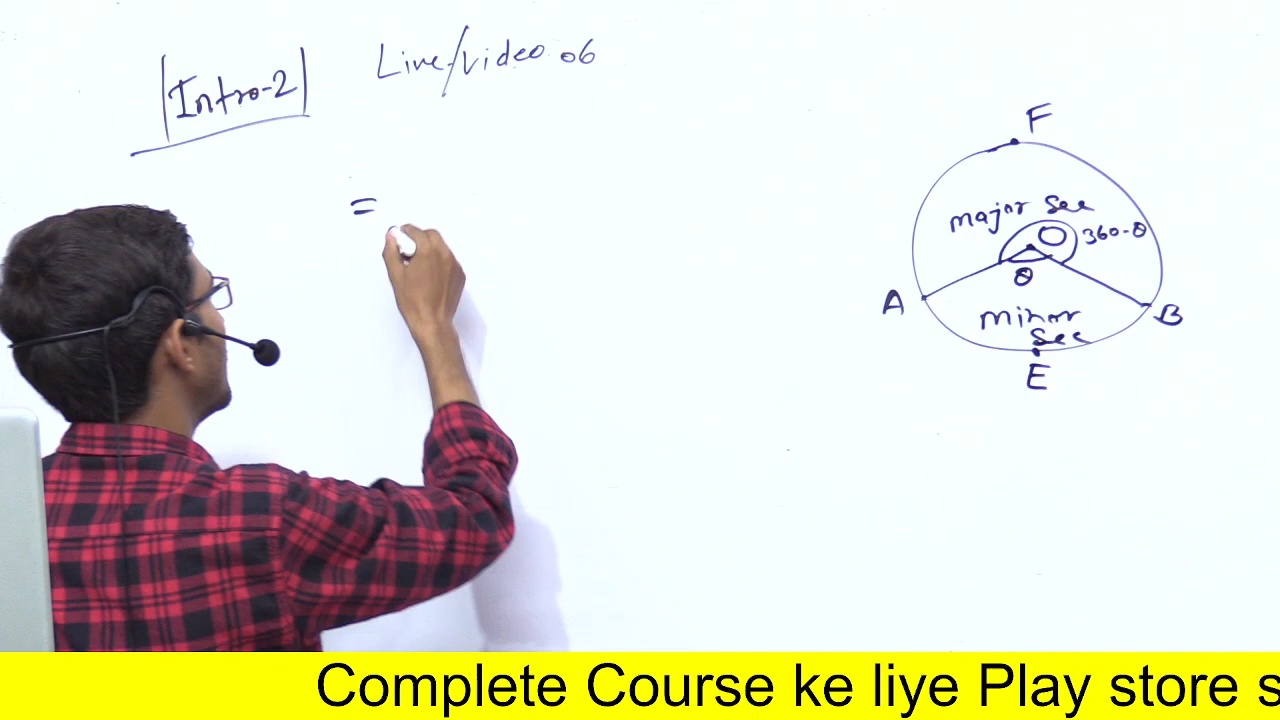 Intro-2
Live/video 06
=
F
major Sec
O
360-θ
θ
A
B
minor
Sec
E
Complete Course ke liye Play store s